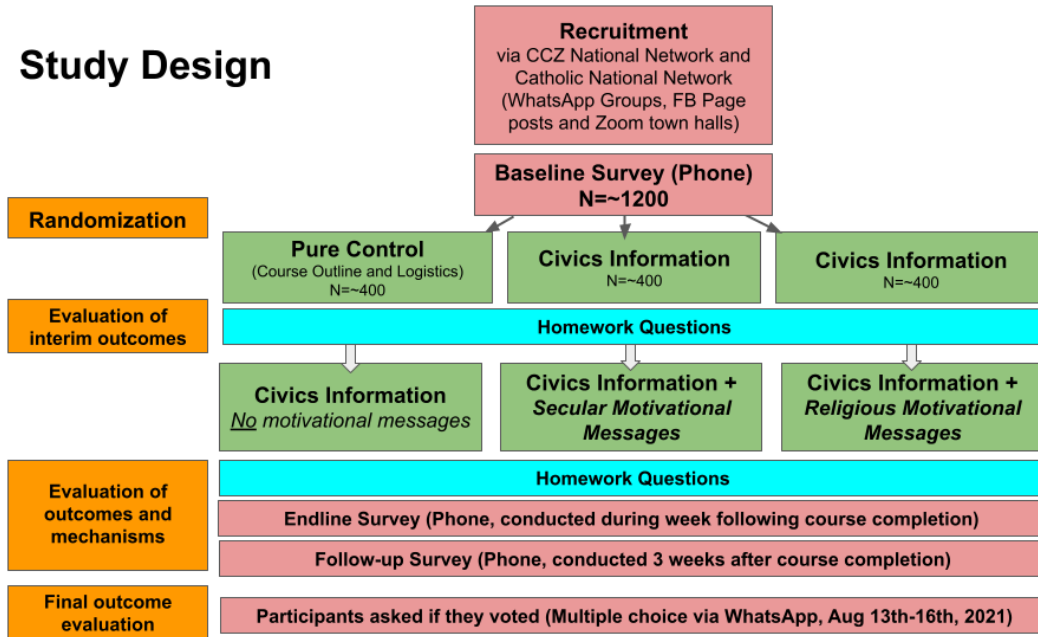 Study Design
Recruitment
via CCZ National Network and
Catholic National Network
(WhatsApp Groups, FB Page
posts and Zoom town halls)
Baseline Survey (Phone)
N=~1200
Randomization
Pure Control
(Course Outline and Logistics)
N=~400
Civics Information
N=~400
Civics Information
N=~400
Evaluation of
interim outcomes
Homework Questions
Civics Information
No motivational messages
Civics Information +
Secular Motivational
Messages
Civics Information +
Religious Motivational
Messages
Evaluation of
outcomes and
mechanisms
Homework Questions
Endline Survey (Phone, conducted during week following course completion)
Follow-up Survey (Phone, conducted 3 weeks after course completion)
Final outcome
evaluation
Participants asked if they voted (Multiple choice via WhatsApp, Aug 13th-16th, 2021)